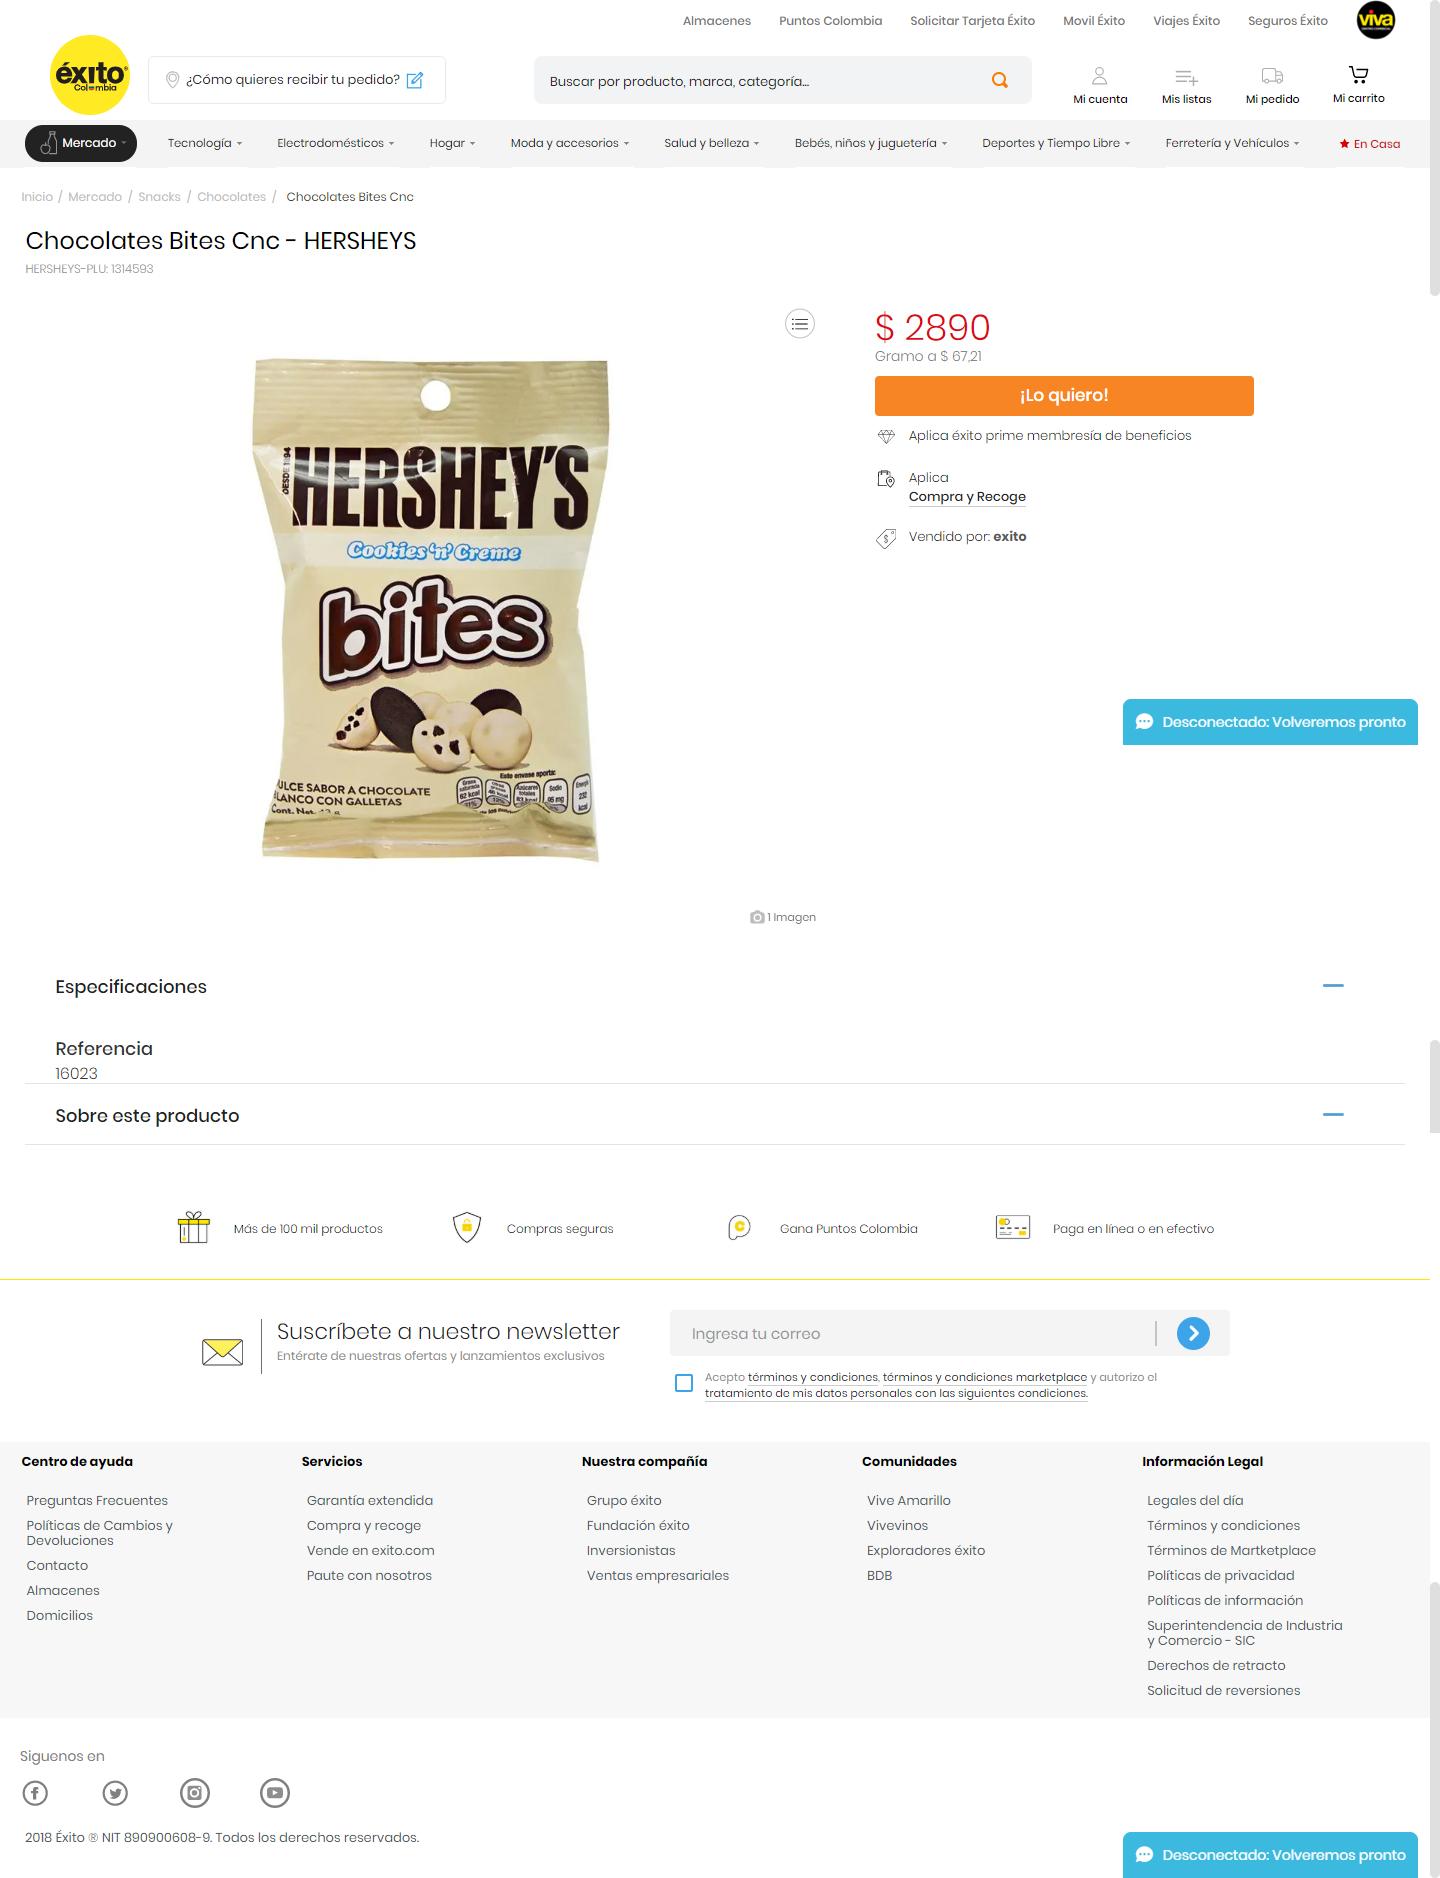 Almacenes Puntos Colombia Solicitar Tarjeta Éxito Movil Éxito Viajes Éxito Seguros Éxito viva
éxito
Colombia
¿Cómo quieres recibir tu pedido?
Buscar por producto, marca, categoría...
Mi cuenta Mis listas Mi pedido Mi carrito
Mercado Tecnología Electrodomésticos Hogar Moda y accesorios Salud y belleza Bebés, niños y juguetería Deportes y Tiempo Libre Ferretería y Vehículos En Casa
Inicio / Mercado / Snacks / Chocolates / Chocolates Bites Cnc
Chocolates Bites Cnc - HERSHEYS
HERSHEYS-PLU: 1314593
DESDE 1894
HERSHEY'S
Cookies 'n' Creme
bites
Este envase aporta:
ULCE SABOR A CHOCOLATE
LANCO CON GALLETAS
Cont. Net.
1 Imagen
$ 2890
Gramo a $ 67,21
¡Lo quiero!
Aplica éxito prime membresía de beneficios
Aplica
Compra y Recoge
Vendido por: exito
Desconectado: Volveremos pronto
Especificaciones
Referencia
16023
Sobre este producto
Más de 100 mil productos Compras seguras Gana Puntos Colombia Paga en línea o en efectivo
Suscríbete a nuestro newsletter
Entérate de nuestras ofertas y lanzamientos exclusivos
Ingresa tu correo
Acepto términos y condiciones, términos y condiciones marketplace y autorizo el
tratamiento de mis datos personales con las siguientes condiciones.
Centro de ayuda
Preguntas Frecuentes
Políticas de Cambios y
Devoluciones
Contacto
Almacenes
Domicilios
Servicios
Garantía extendida
Compra y recoge
Vende en exito.com
Paute con nosotros
Nuestra compañía
Grupo éxito
Fundación éxito
Inversionistas
Ventas empresariales
Comunidades
Vive Amarillo
Vivevinos
Exploradores éxito
BDB
Información Legal
Legales del día
Términos y condiciones
Términos de Martketplace
Políticas de privacidad
Políticas de información
Superintendencia de Industria
y Comercio - SIC
Derechos de retracto
Solicitud de reversiones
Siguenos en
2018 Éxito ® NIT 890900608-9. Todos los derechos reservados.
Desconectado: Volveremos pronto